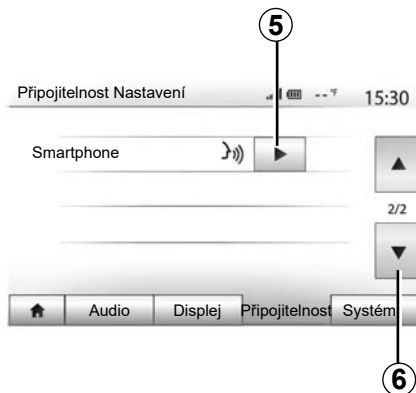 5
Připojitelnost Nastavení --°F 15:30
Smartphone
2/2
Audio Displej Připojitelnost Systém
6